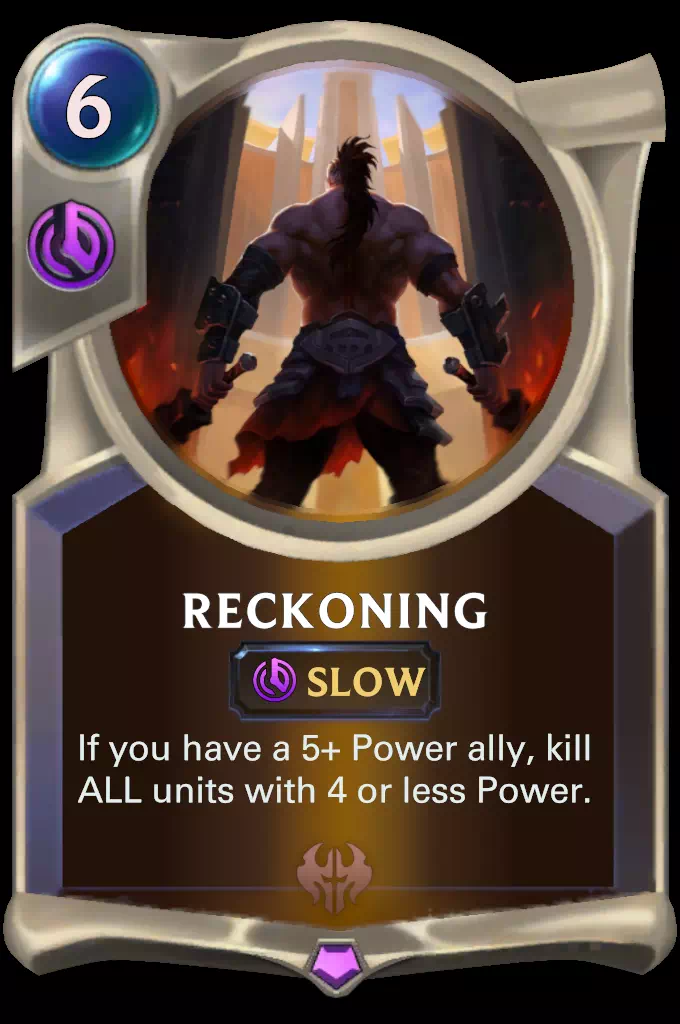 6
RECKONING
SLOW
If you have a 5+ Power ally, kill
ALL units with 4 or less Power.